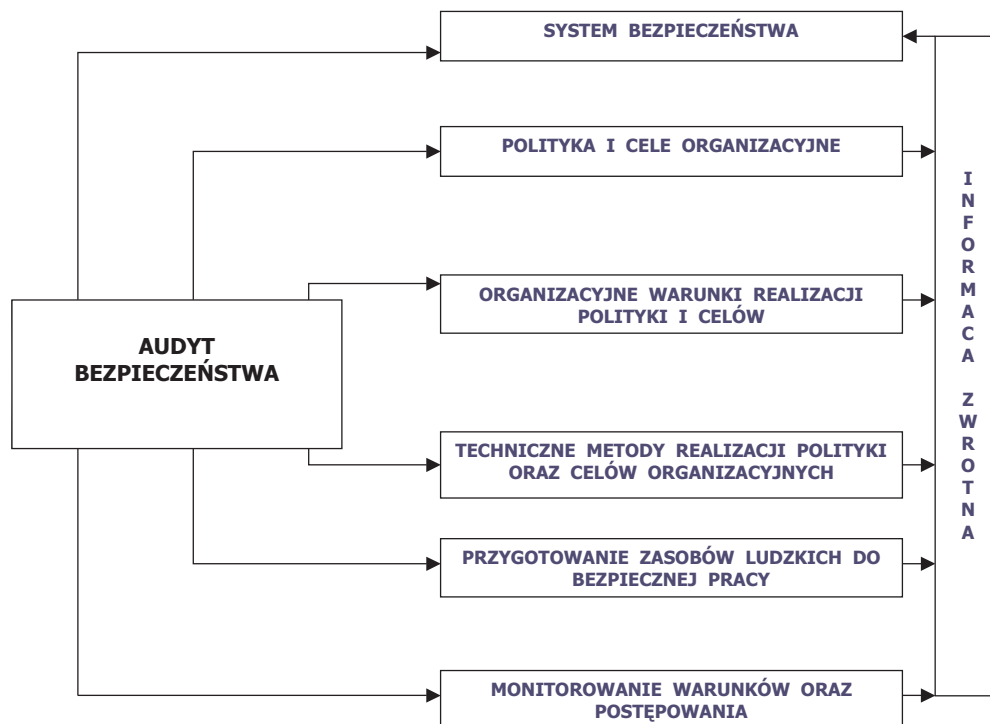 SYSTEM BEZPIECZEŃSTWA
POLITYKA I CELE ORGANIZACYJNE
ORGANIZACYJNE WARUNKI REALIZACJI
POLITYKI I CELÓW
AUDYT
BEZPIECZEŃSTWA
TECHNICZNE METODY REALIZACJI POLITYKI
ORAZ CELÓW ORGANIZACYJNYCH
PRZYGOTOWANIE ZASOBÓW LUDZKICH DO
BEZPIECZNEJ PRACY
MONITOROWANIE WARUNKÓW ORAZ
POSTĘPOWANIA
INFORMACA ZWROTNA